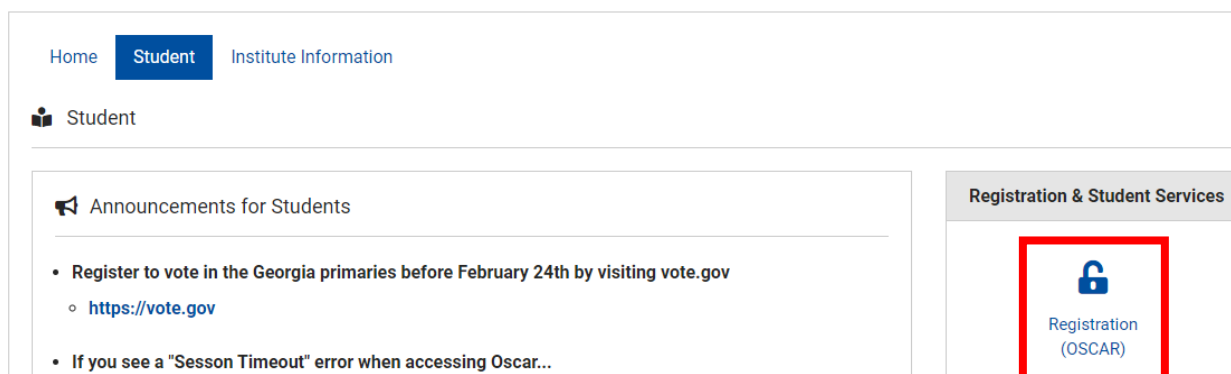 Home Student Institute Information
Student
Announcements for Students
Register to vote in the Georgia primaries before February 24th by visiting vote.gov
https://vote.gov
If you see a "Sesson Timeout" error when accessing Oscar...
Registration & Student Services
Registration
(OSCAR)